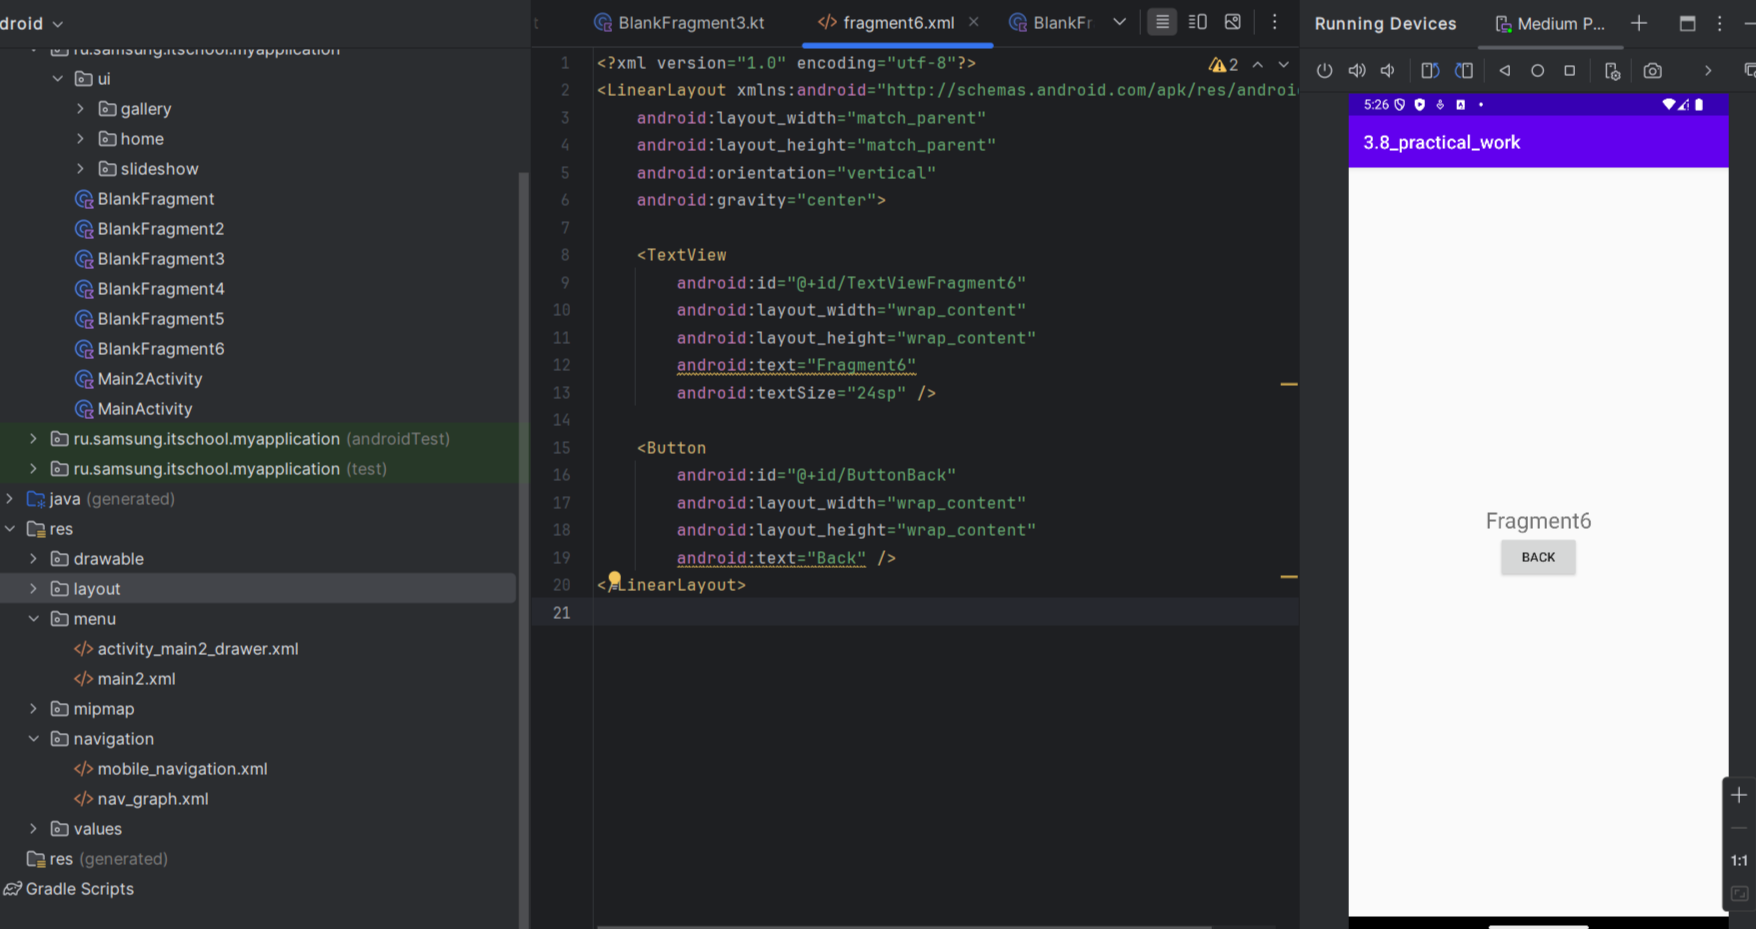 droid
ru.samsung.itschool.myapplication
ui
gallery
home
slideshow
BlankFragment
BlankFragment2
BlankFragment3
BlankFragment4
BlankFragment5
BlankFragment6
Main2Activity
MainActivity
ru.samsung.itschool.myapplication (androidTest)
ru.samsung.itschool.myapplication (test)
java (generated)
res
drawable
layout
menu
</> activity_main2_drawer.xml
</> main2.xml
mipmap
navigation
</> mobile_navigation.xml
</> nav_graph.xml
values
res (generated)
Gradle Scripts
t BlankFragment3.kt </> fragment6.xml BlankFr
2
1 <?xml version="1.0" encoding="utf-8"?>
2 <LinearLayout xmlns:android="http://schemas.android.com/apk/res/androi
3 android:layout_width="match_parent"
4 android:layout_height="match_parent"
5 android:orientation="vertical"
6 android:gravity="center">
7
8 <TextView
9 android:id="@+id/TextViewFragment6"
10 android:layout_width="wrap_content"
11 android:layout_height="wrap_content"
12 android:text="Fragment6"
13 android:textSize="24sp" />
14
15 <Button
16 android:id="@+id/ButtonBack"
17 android:layout_width="wrap_content"
18 android:layout_height="wrap_content"
19 android:text="Back" />
20 </LinearLayout>
21
Running Devices Medium P...
5:26
3.8_practical_work
Fragment6
BACK
1:1